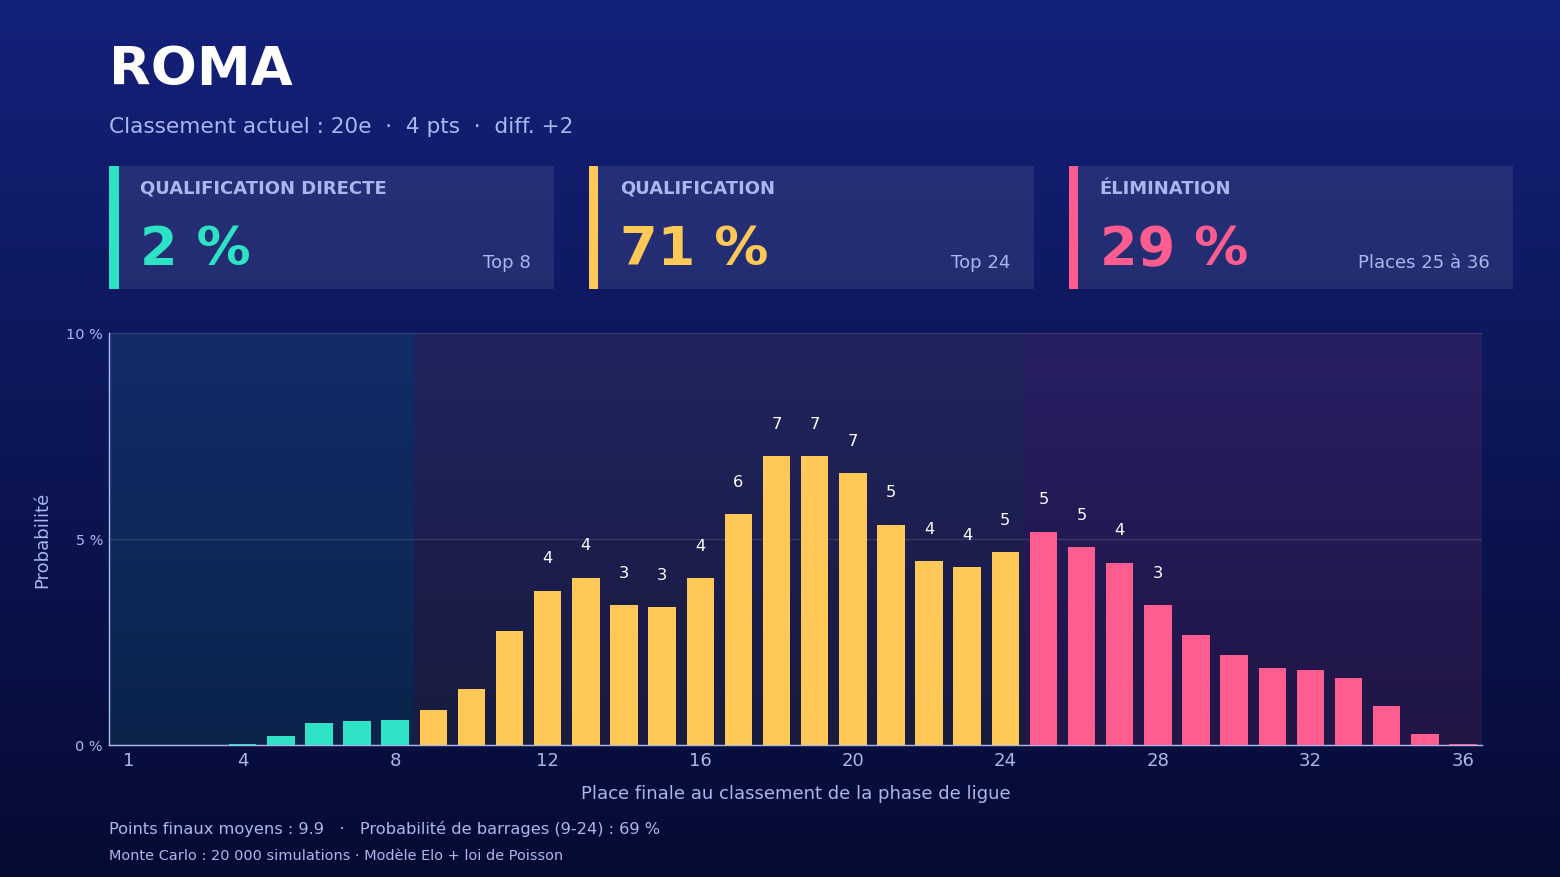 ROMA
Classement actuel : 20e · 4 pts · diff. +2
QUALIFICATION DIRECTE
2 %
Top 8
QUALIFICATION
71 %
Top 24
ÉLIMINATION
29 %
Places 25 à 36
Probabilité
10 %
5 %
0 %
4 4 3 3 4 6 7 7 7 5 4 4 5 5 5 4 3
1 4 8 12 16 20 24 28 32 36
Place finale au classement de la phase de ligue
Points finaux moyens : 9.9 · Probabilité de barrages (9-24) : 69 %
Monte Carlo : 20 000 simulations · Modèle Elo + loi de Poisson